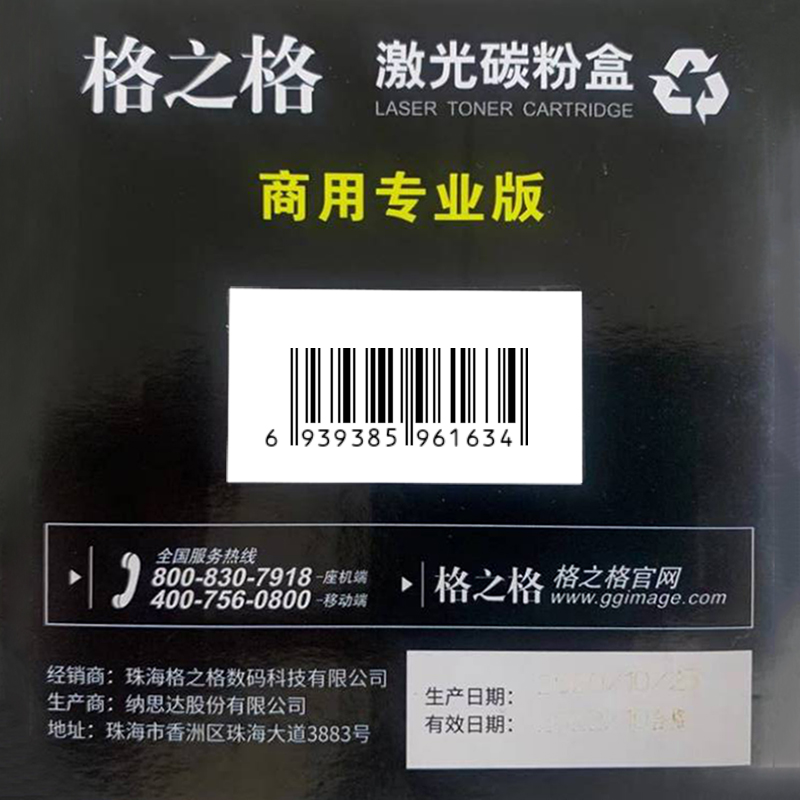 格之格
激光碳粉盒
LASER TONER CARTRIDGE
商用专业版
6 939385 961634
全国服务热线
800-830-7918 -座机端
400-756-0800 -移动端
格之格 格之格官网
www.ggimage.com
经销商：珠海格之格数码科技有限公司
生产商：纳思达股份有限公司
地址：珠海市香洲区珠海大道3883号
生产日期：
有效日期：